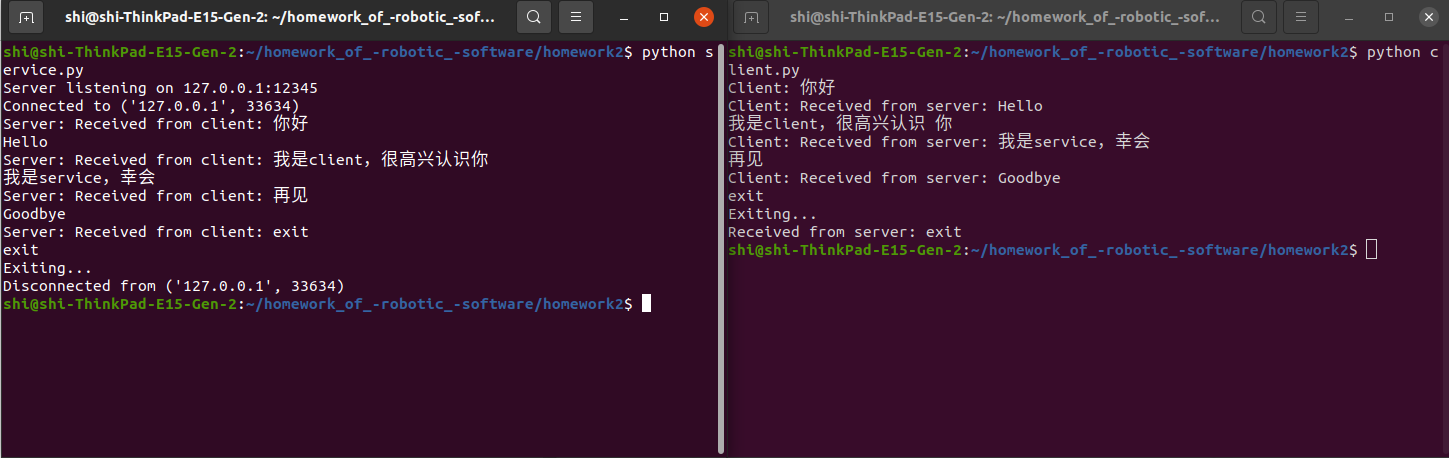 shi@shi-ThinkPad-E15-Gen-2: ~/homework_of_-robotic_-sof...
shi@shi-ThinkPad-E15-Gen-2:~/homework_of_-robotic_-software/homework2$ python s
ervice.py
Server listening on 127.0.0.1:12345
Connected to ('127.0.0.1', 33634)
Server: Received from client: 你好
Hello
Server: Received from client: 我是client，很高兴认识你
我是service，幸会
Server: Received from client: 再见
Goodbye
Server: Received from client: exit
exit
Exiting...
Disconnected from ('127.0.0.1', 33634)
shi@shi-ThinkPad-E15-Gen-2:~/homework_of_-robotic_-software/homework2$
shi@shi-ThinkPad-E15-Gen-2: ~/homework_of_-robotic_-sof...
shi@shi-ThinkPad-E15-Gen-2:~/homework_of_-robotic_-software/homework2$ python c
lient.py
Client: 你好
Client: Received from server: Hello
我是client，很高兴认识 你
Client: Received from server: 我是service，幸会
再见
Client: Received from server: Goodbye
exit
Exiting...
Received from server: exit
shi@shi-ThinkPad-E15-Gen-2:~/homework_of_-robotic_-software/homework2$